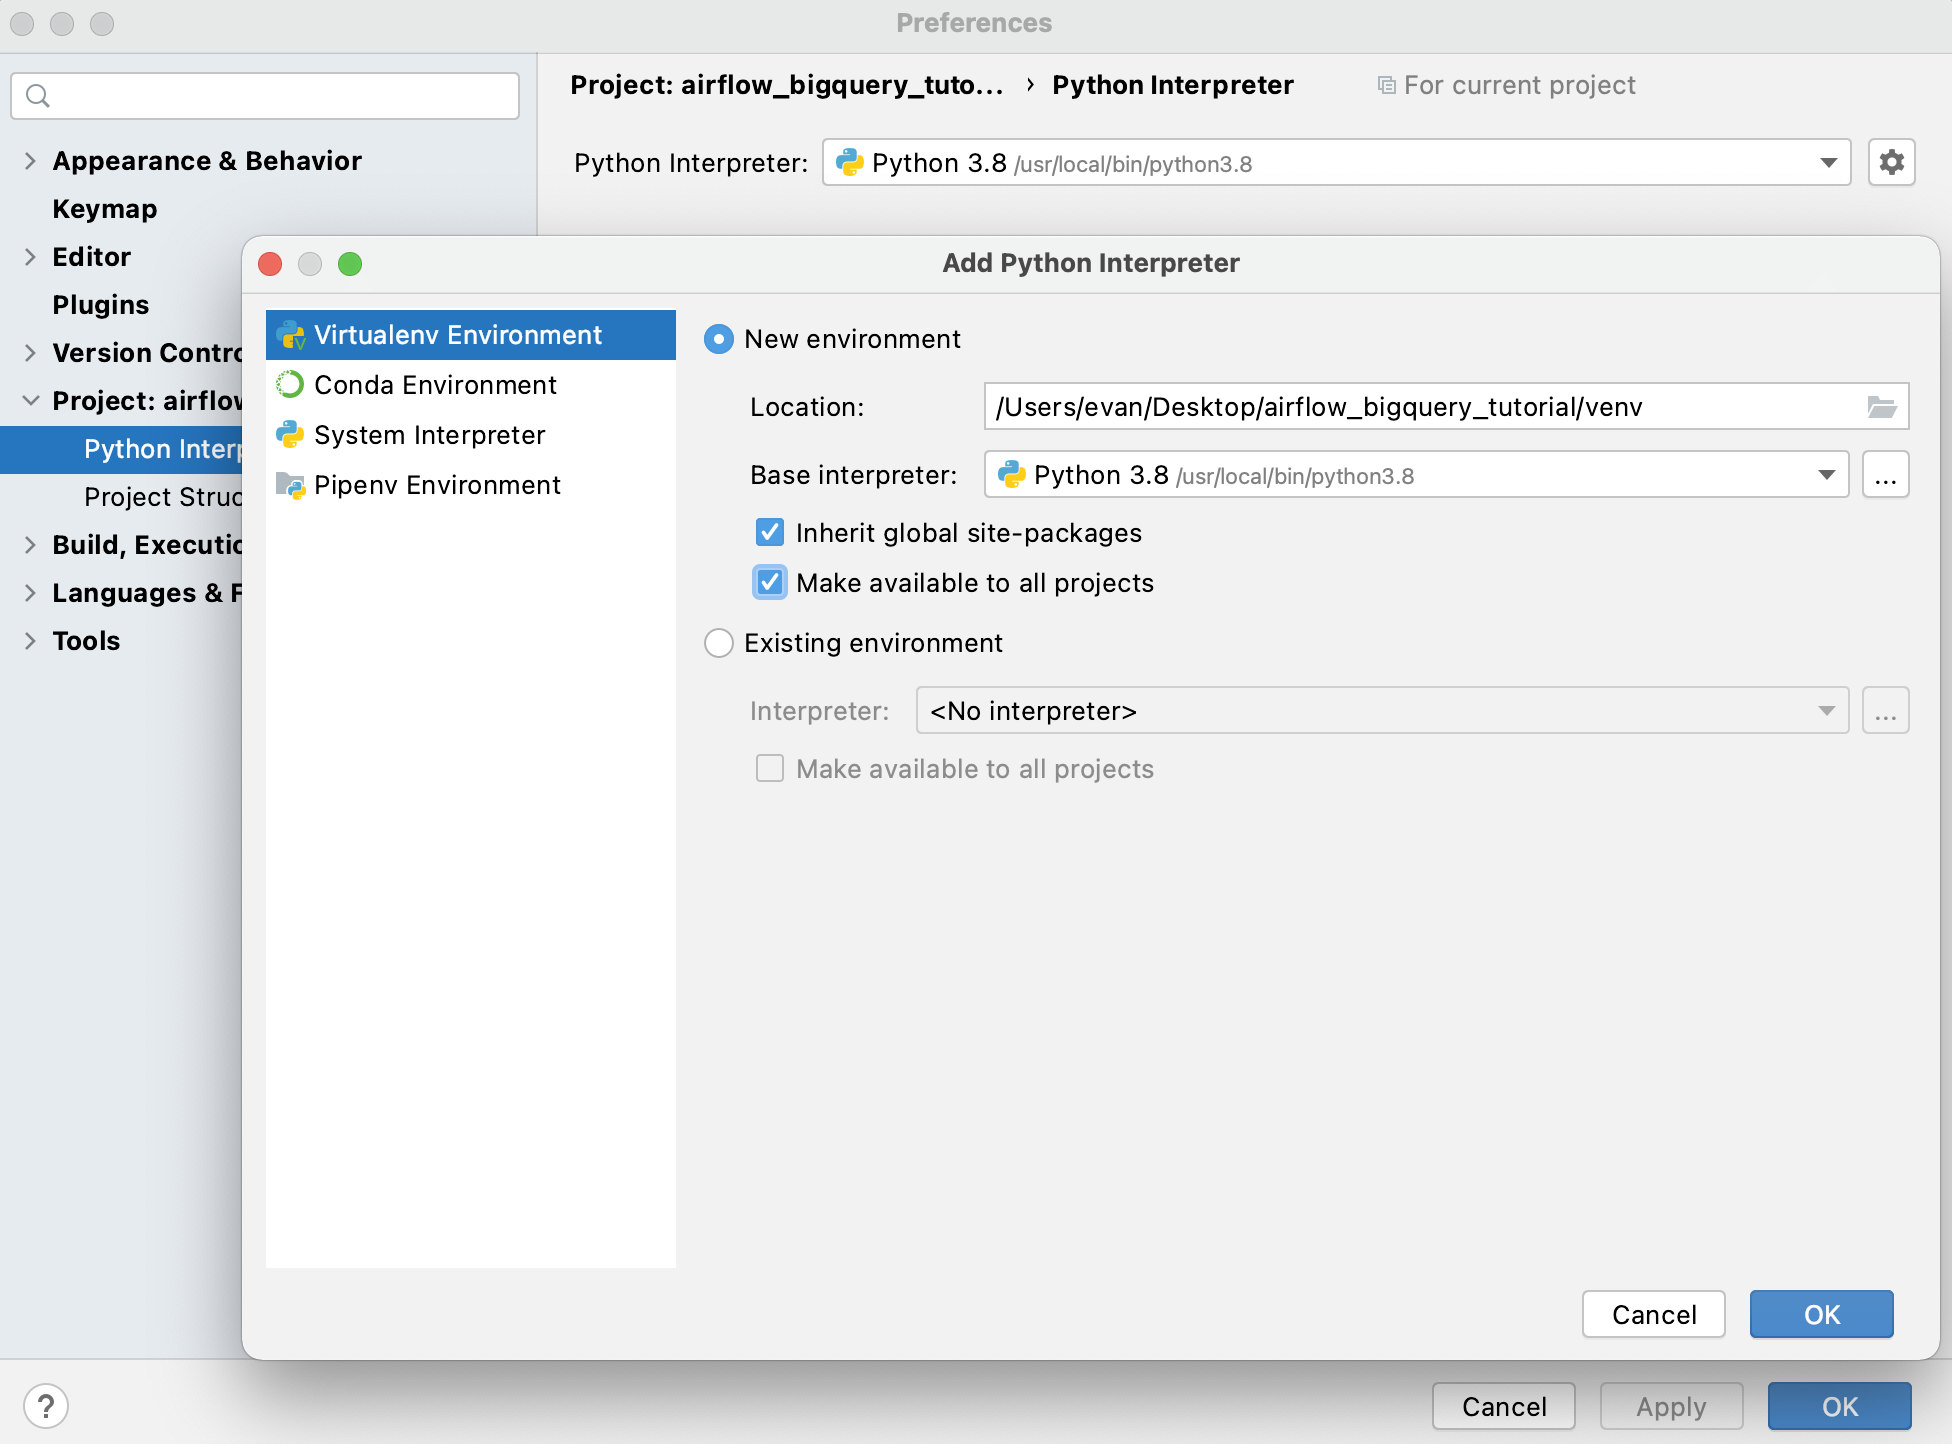 Preferences
Project: airflow_bigquery_tuto... › Python Interpreter For current project
Python Interpreter: Python 3.8 /usr/local/bin/python3.8
Appearance & Behavior
Keymap
Editor
Plugins
Version Contro
Project: airflow
Python Interp
Project Struc
Build, Executio
Languages & F
Tools
Add Python Interpreter
Virtualenv Environment
Conda Environment
System Interpreter
Pipenv Environment
New environment
Location: /Users/evan/Desktop/airflow_bigquery_tutorial/venv
Base interpreter: Python 3.8 /usr/local/bin/python3.8 ...
Inherit global site-packages
Make available to all projects
Existing environment
Interpreter: <No interpreter> ...
Make available to all projects
Cancel OK
? Cancel Apply OK